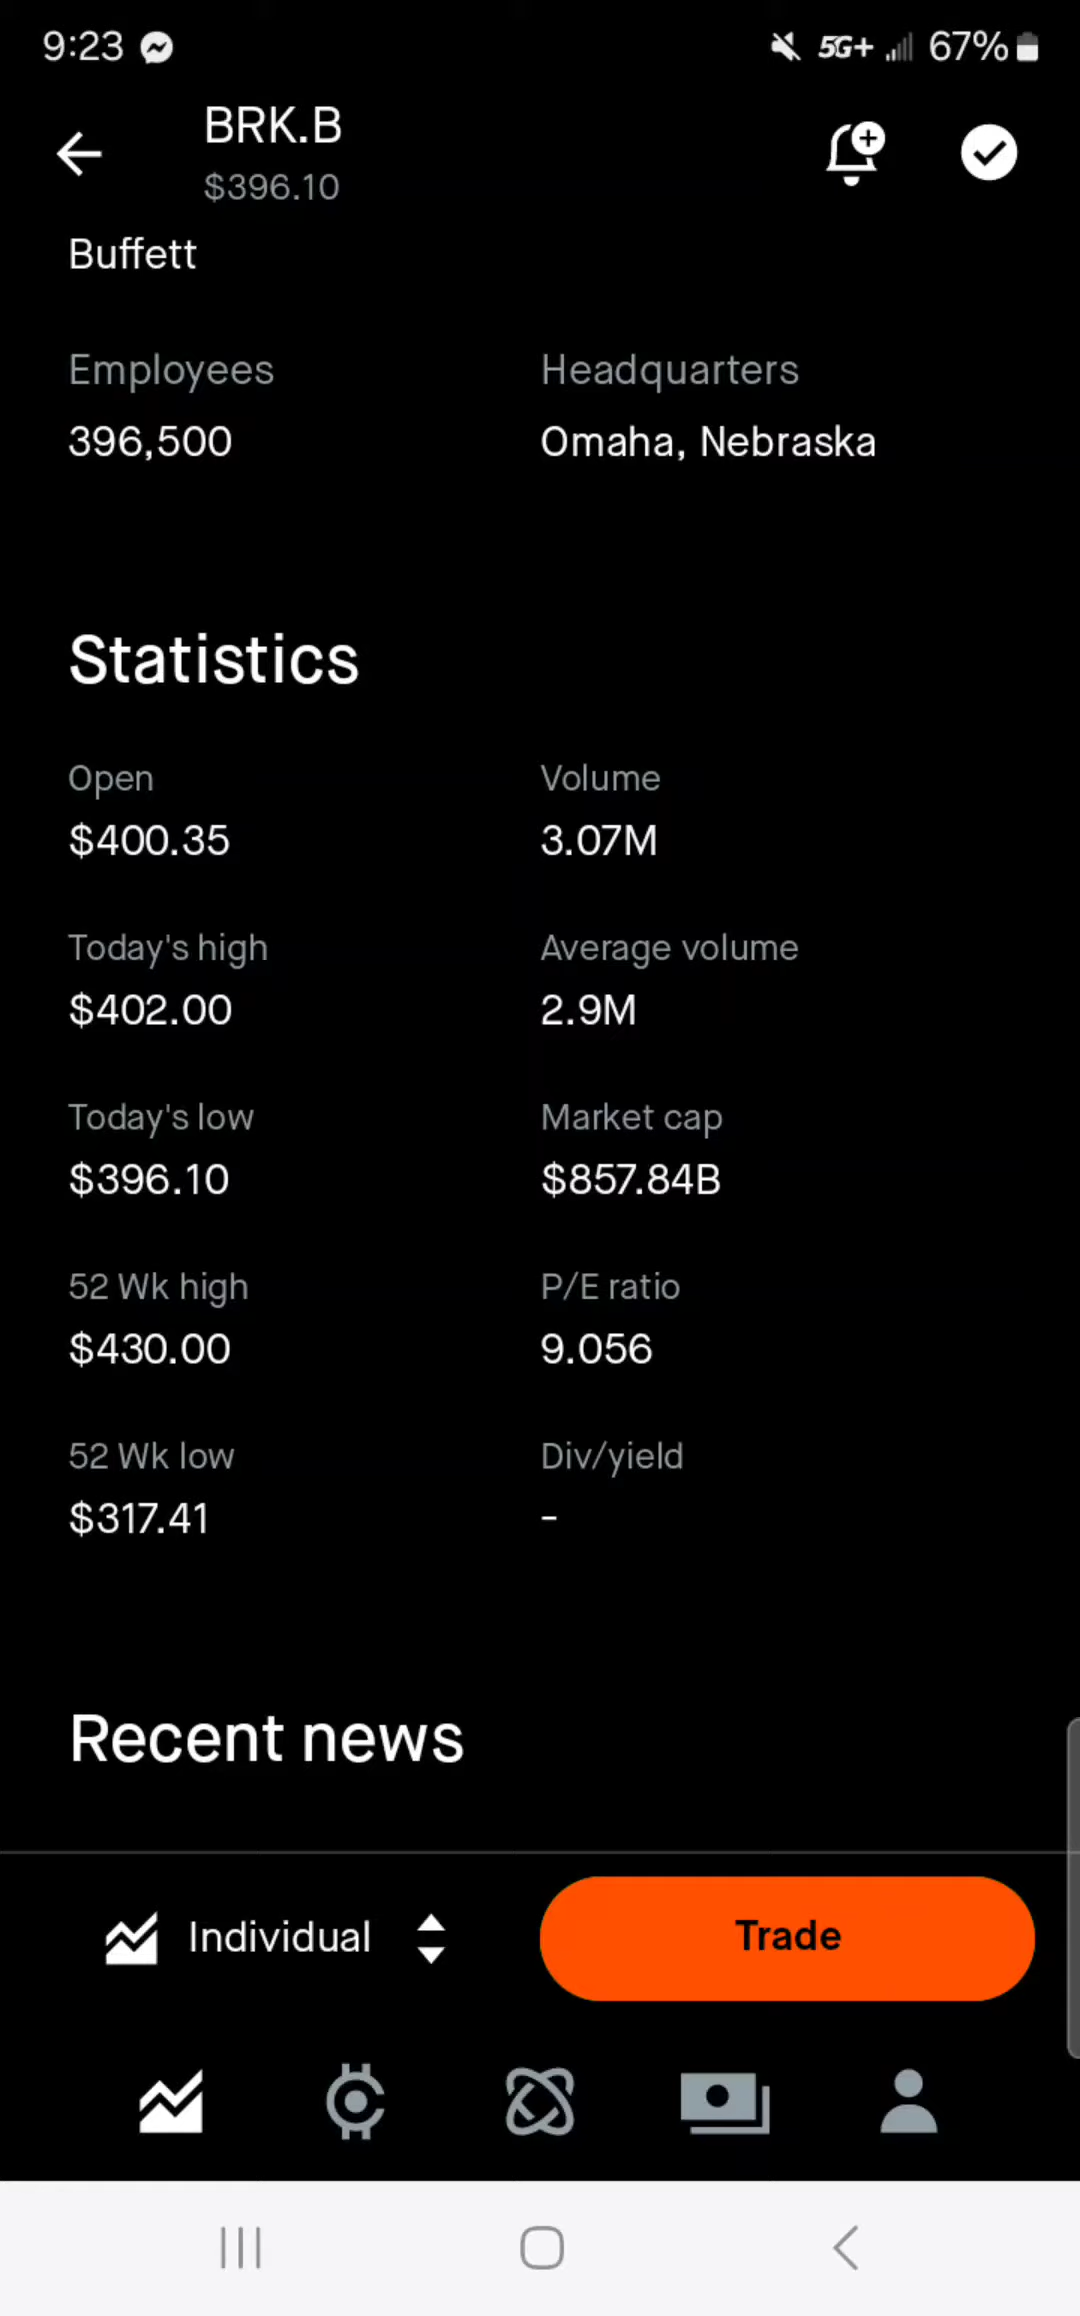 9:23
5G+
67%
BRK.B
$396.10
Buffett
Employees
Headquarters
396,500
Omaha, Nebraska
Statistics
Open
Volume
$400.35
3.07M
Today's high
Average volume
$402.00
2.9M
Today's low
Market cap
$396.10
$857.84B
52 Wk high
P/E ratio
$430.00
9.056
52 Wk low
Div/yield
$317.41
-
Recent news
Individual
Trade